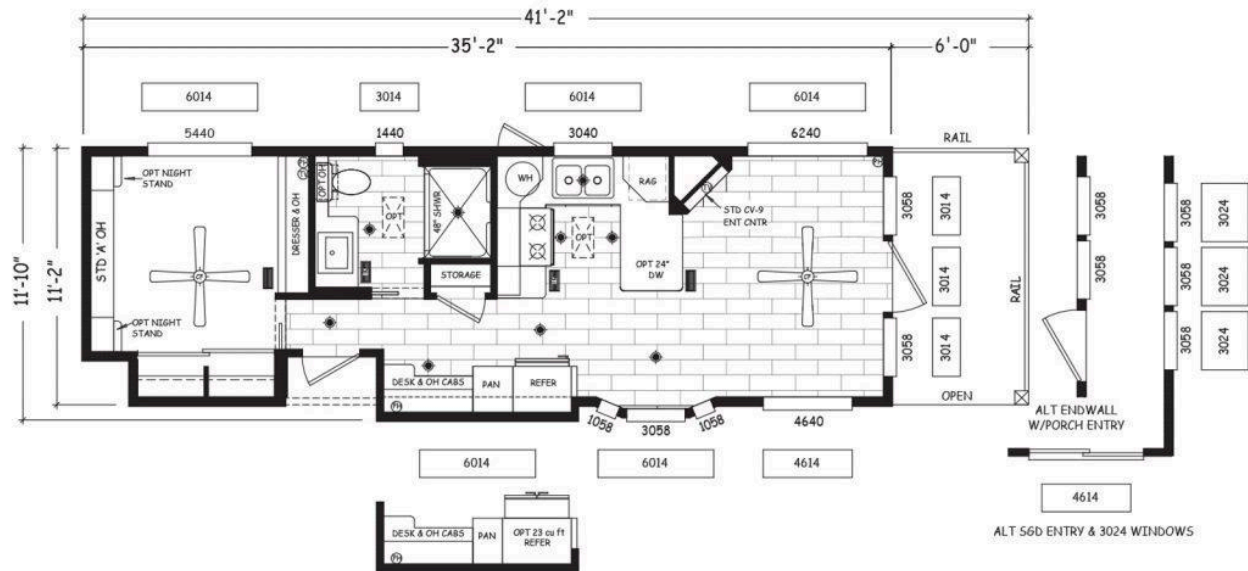 41'-2"
35'-2"
6'-0"
6014
3014
6014
6014
5440
1440
3040
6240
RAIL
11'-10"
11'-2"
OPT NIGHT
STAND
STD 'A' OH
OPT NIGHT
STAND
DRESSER & OH
OPT OH
OPT
48" SHWR
STORAGE
WH
RAG
OPT
OPT 24"
DW
STD CV-9
ENT CNTR
CF
CF
3058
3014
3014
3058
3014
RAIL
OPEN
DESK & OH CABS
PAN
REFER
1058
3058
1058
4640
6014
6014
4614
DESK & OH CABS
PAN
OPT 23 cu ft
REFER
3058
3058
3058
3058
3058
3024
3024
3024
ALT ENDWALL
W/PORCH ENTRY
4614
ALT SGD ENTRY & 3024 WINDOWS